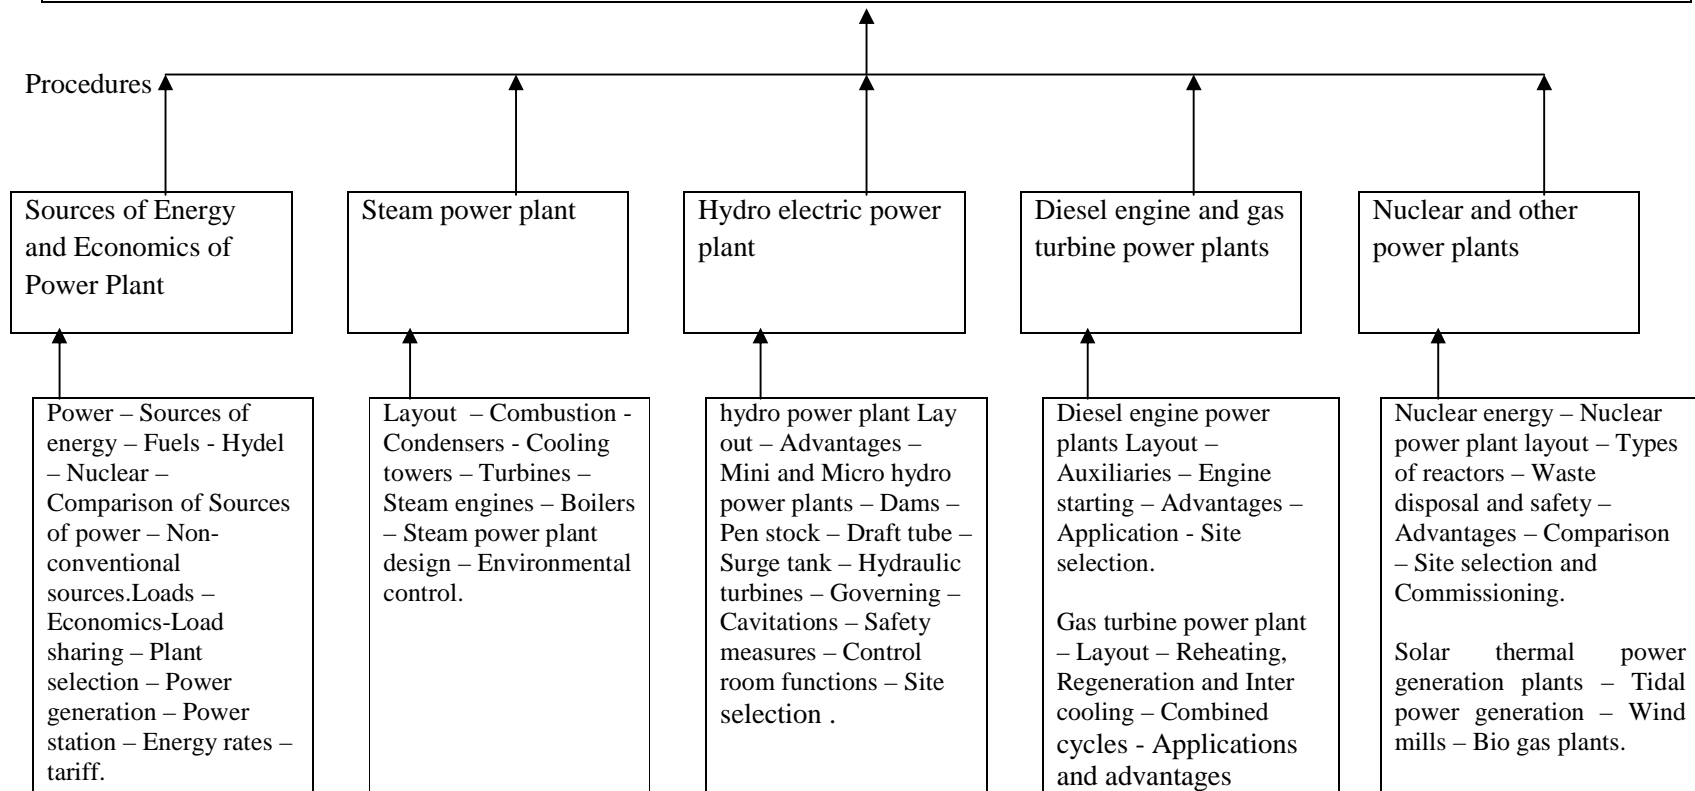 Procedures
Sources of Energy
and Economics of
Power Plant
Steam power plant
Hydro electric power
plant
Diesel engine and gas
turbine power plants
Nuclear and other
power plants
Power – Sources of
energy – Fuels - Hydel
– Nuclear –
Comparison of Sources
of power – Non-
conventional
sources.Loads –
Economics-Load
sharing – Plant
selection – Power
generation – Power
station – Energy rates –
tariff.
Layout – Combustion -
Condensers - Cooling
towers – Turbines –
Steam engines – Boilers
– Steam power plant
design – Environmental
control.
hydro power plant Lay
out – Advantages –
Mini and Micro hydro
power plants – Dams –
Pen stock – Draft tube –
Surge tank – Hydraulic
turbines – Governing –
Cavitations – Safety
measures – Control
room functions – Site
selection .
Diesel engine power
plants Layout –
Auxiliaries – Engine
starting – Advantages –
Application - Site
selection.
Gas turbine power plant
– Layout – Reheating,
Regeneration and Inter
cooling – Combined
cycles - Applications
and advantages
Nuclear energy – Nuclear
power plant layout – Types
of reactors – Waste
disposal and safety –
Advantages – Comparison
– Site selection and
Commissioning.
Solar thermal power
generation plants – Tidal
power generation – Wind
mills – Bio gas plants.